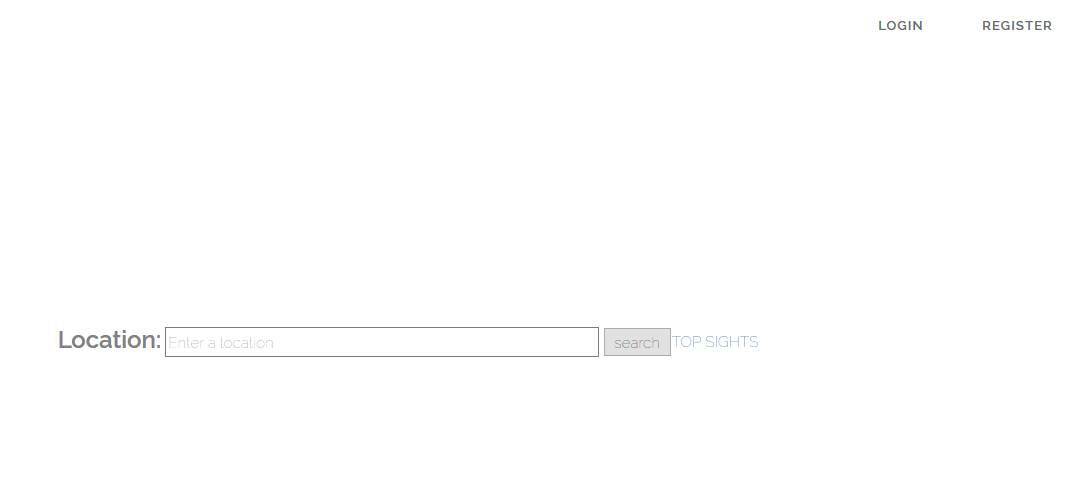 LOGIN REGISTER
Location: Enter a location search TOP SIGHTS